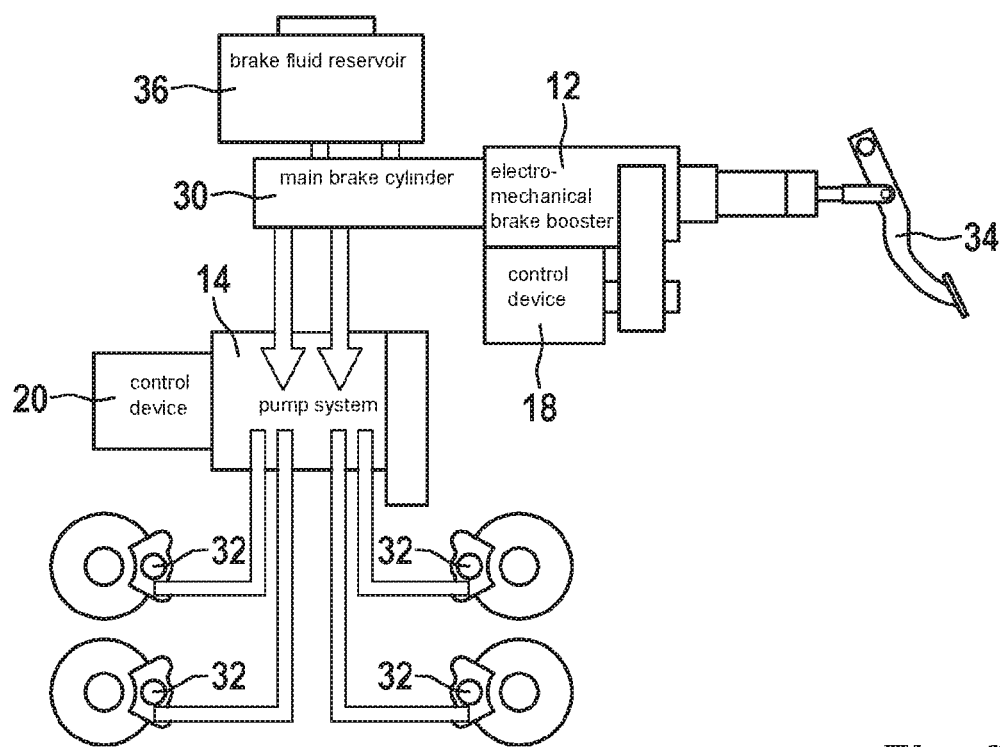 brake fluid reservoir
36
12
main brake cylinder
30
electro-
mechanical
brake booster
34
control
device
14
18
20
control
device
pump system
32
32
32
32